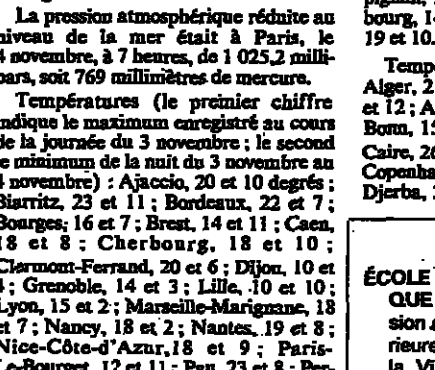 La pression atmosphérique réduite au
niveau de la mer était à Paris, le
4 novembre, à 7 heures, de 1 025,2 milli-
bars, soit 769 millimètres de mercure.
Températures (le premier chiffre
indique le maximum enregistré au cours
de la journée du 3 novembre ; le second
le minimum de la nuit du 3 novembre au
4 novembre) : Ajaccio, 20 et 10 degrés ;
Biarritz, 23 et 11 ; Bordeaux, 22 et 7 ;
Bourges, 16 et 7 ; Brest, 14 et 11 ; Caen,
18 et 8 ; Cherbourg, 18 et 10 ;
Clermont-Ferrand, 20 et 6 ; Dijon, 10 et
4 ; Grenoble, 14 et 3 ; Lille, 10 et 10 ;
Lyon, 15 et 2 ; Marseille-Marignane, 18
et 7 ; Nancy, 18 et 2 ; Nantes, 19 et 8 ;
Nice-Côte-d'Azur, 18 et 9 ; Paris-
Le-Bourget, 12 et 11 ; Pau, 23 et 8 ; Per-
bourg, 1
19 et 10.
Temp
Alger, 2
et 12 ; A
Bonn, 1
Caire, 26
Copenha
Djerba,
ÉCOLE
QUE
sion
rieure
la Vi